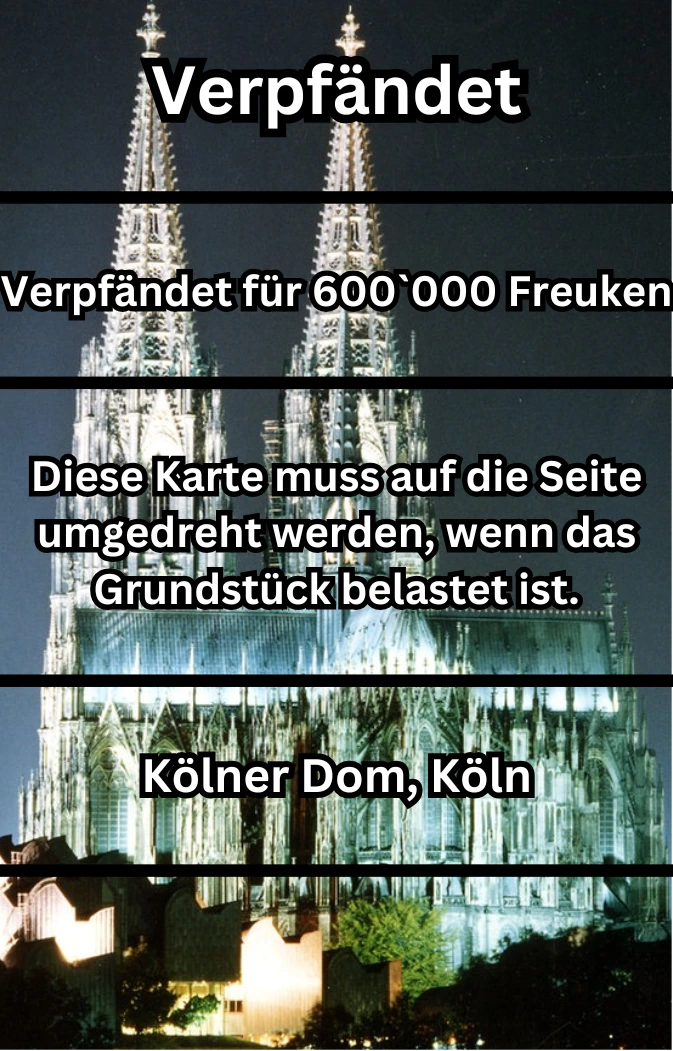 Verpfändet
Verpfändet für 600`000 Freuken
Diese Karte muss auf die Seite
umgedreht werden, wenn das
Grundstück belastet ist.
Kölner Dom, Köln